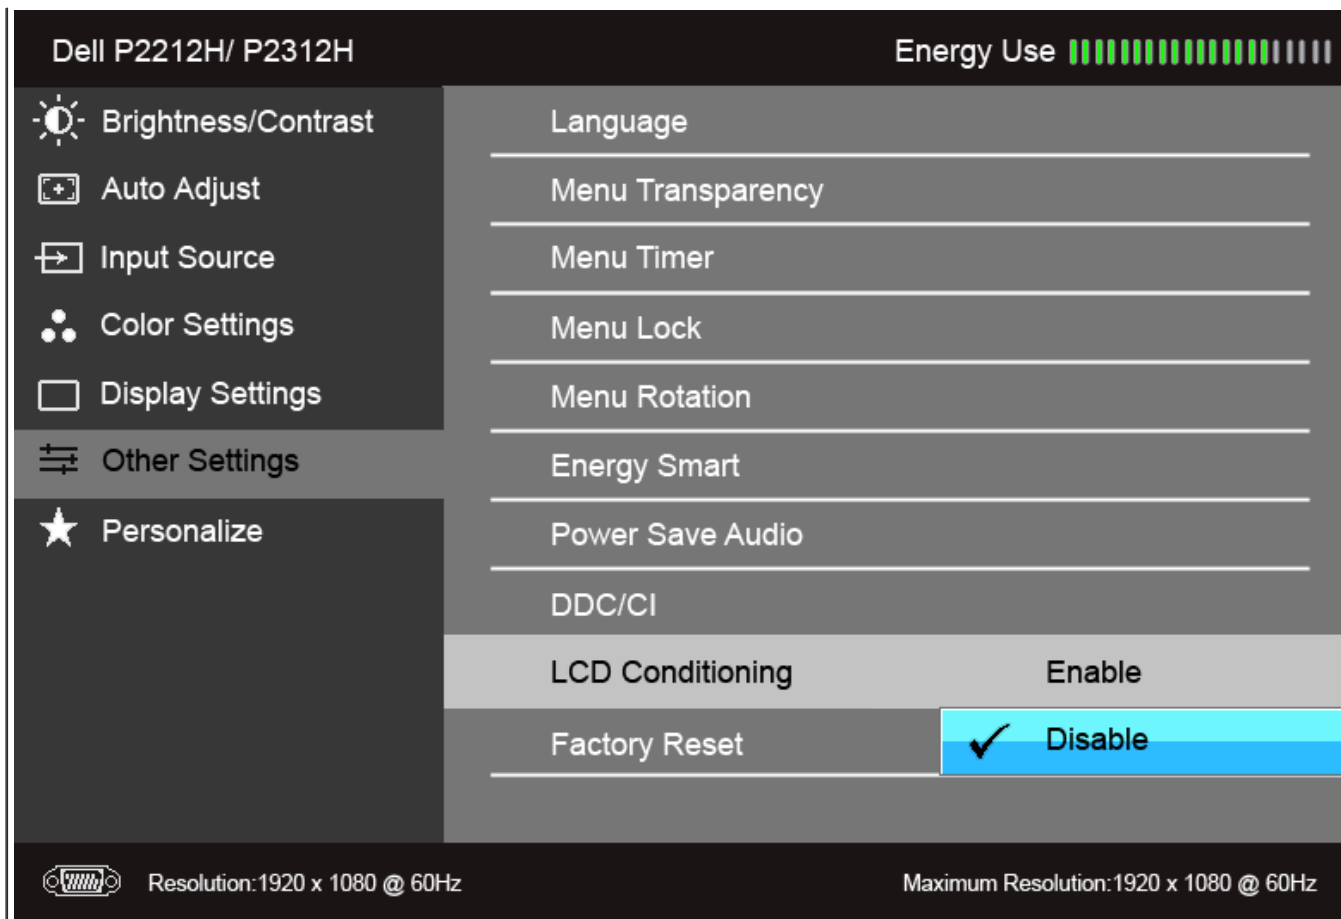 Dell P2212H/ P2312H
Energy Use
Brightness/Contrast
Auto Adjust
Input Source
Color Settings
Display Settings
Other Settings
Personalize
Language
Menu Transparency
Menu Timer
Menu Lock
Menu Rotation
Energy Smart
Power Save Audio
DDC/CI
LCD Conditioning
Enable
Disable
Factory Reset
Resolution:1920 x 1080 @ 60Hz
Maximum Resolution:1920 x 1080 @ 60Hz